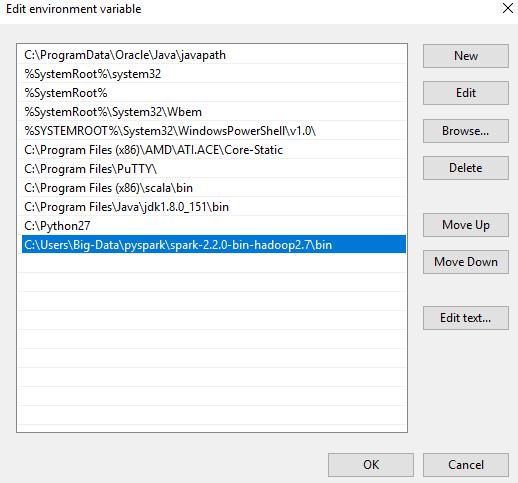 Edit environment variable
C:\ProgramData\Oracle\Java\javapath
%SystemRoot%\system32
%SystemRoot%
%SystemRoot%\System32\Wbem
%SYSTEMROOT%\System32\WindowsPowerShell\v1.0\
C:\Program Files (x86)\AMD\ATI.ACE\Core-Static
C:\Program Files\PuTTY\
C:\Program Files (x86)\scala\bin
C:\Program Files\Java\jdk1.8.0_151\bin
C:\Python27
C:\Users\Big-Data\pyspark\spark-2.2.0-bin-hadoop2.7\bin
New
Edit
Browse...
Delete
Move Up
Move Down
Edit text...
OK
Cancel